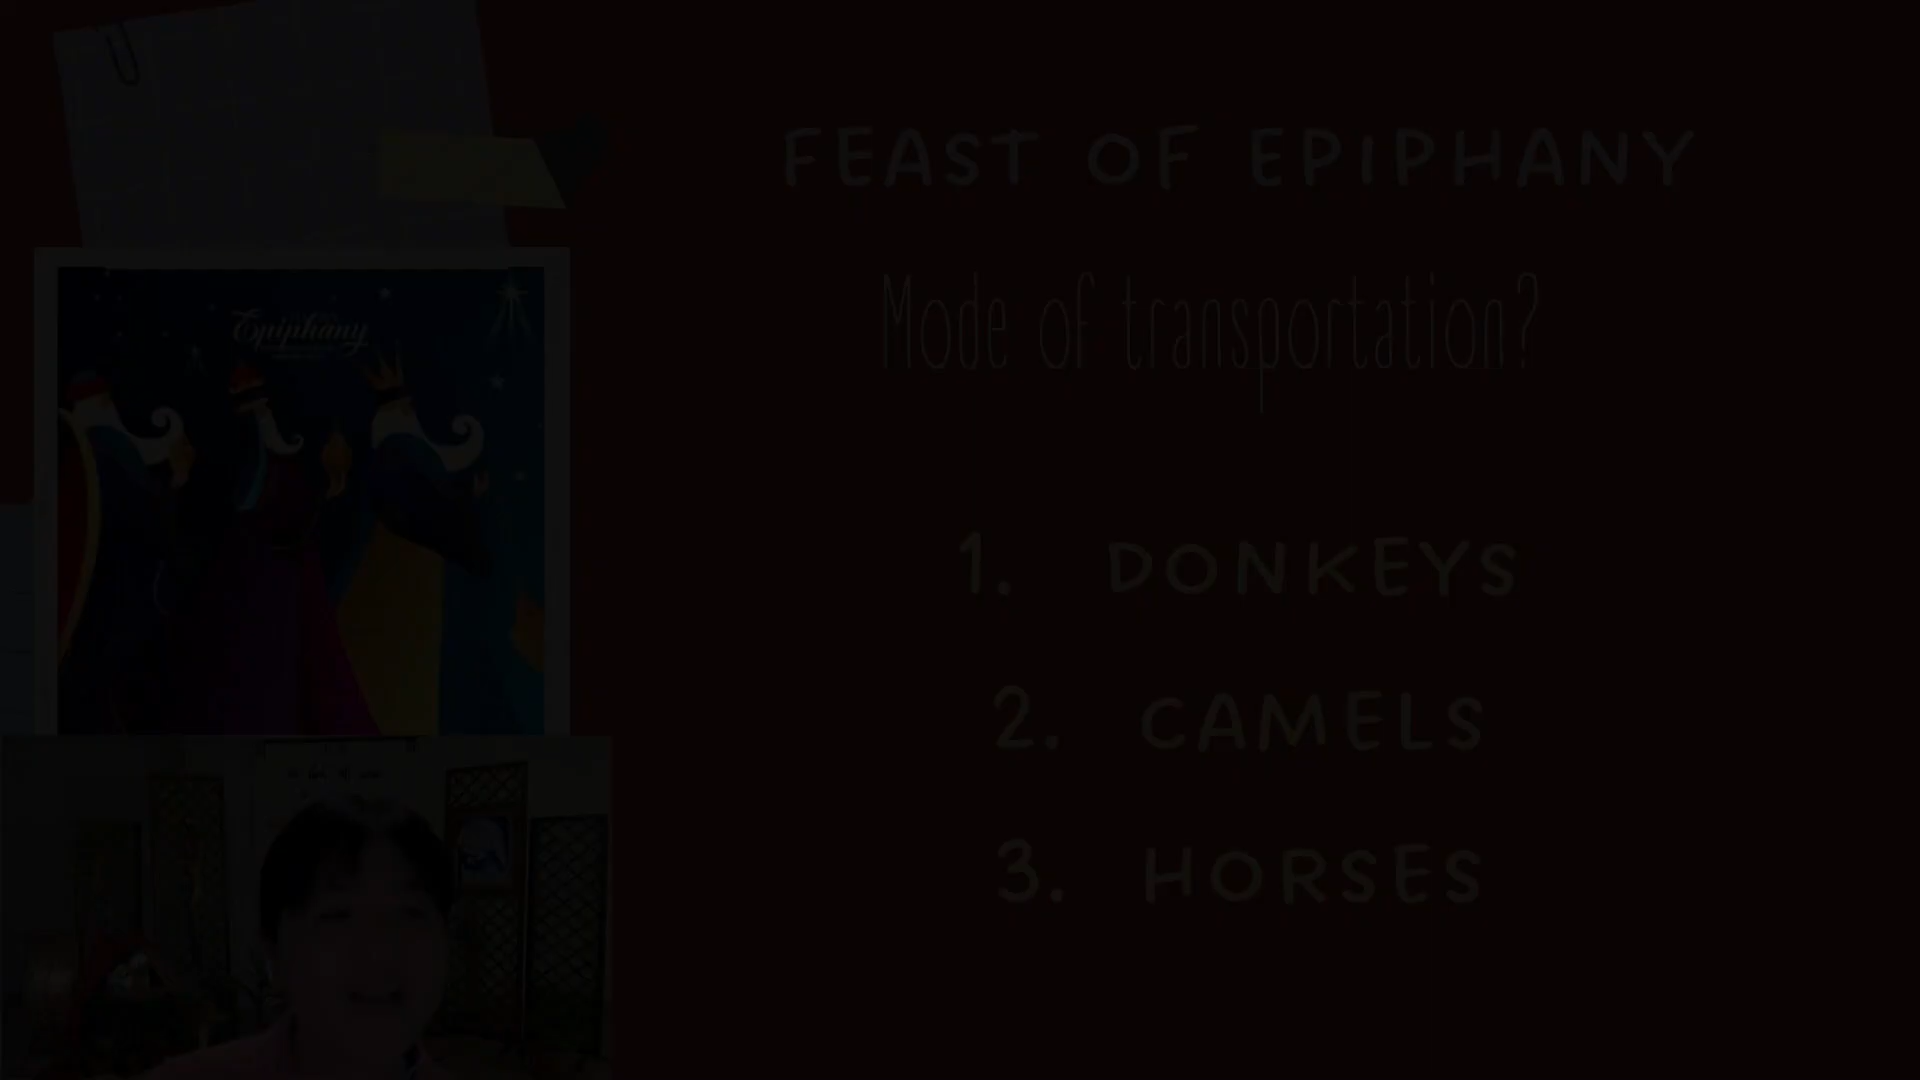 FEAST OF EPIPHANY
Mode of transportation?
Epiphany
1. DONKEYS
2. CAMELS
3. HORSES